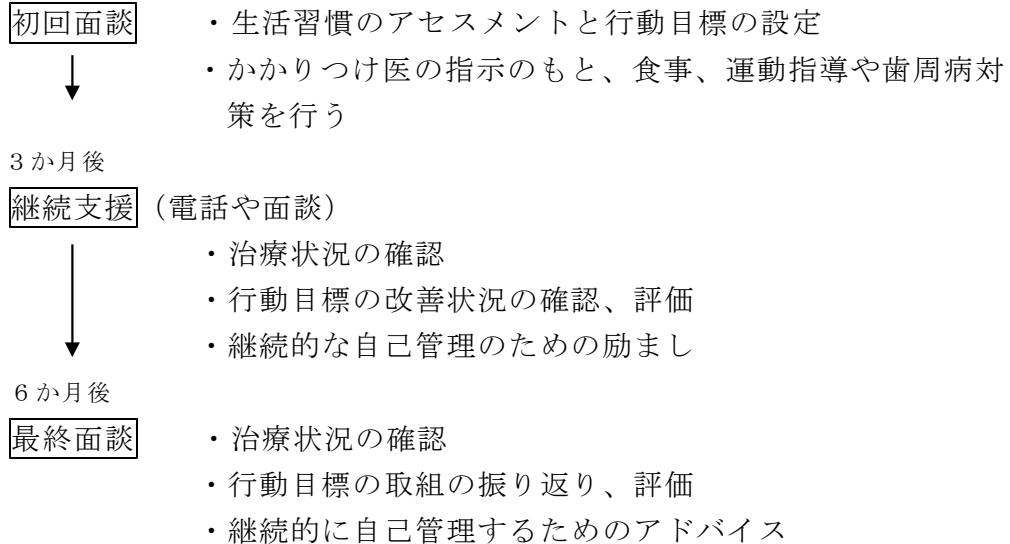 初回面談 ・生活習慣のアセスメントと行動目標の設定
・かかりつけ医の指示のもと、食事、運動指導や歯周病対
策を行う
３か月後
継続支援（電話や面談）
・治療状況の確認
・行動目標の改善状況の確認、評価
・継続的な自己管理のための励まし
６か月後
最終面談 ・治療状況の確認
・行動目標の取組の振り返り、評価
・継続的に自己管理するためのアドバイス